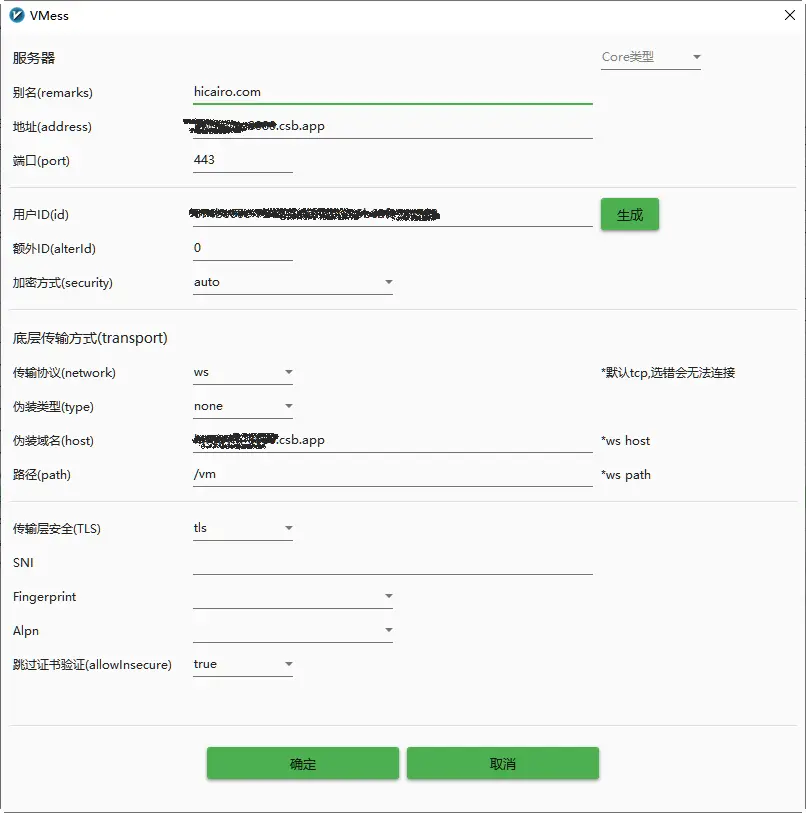 VMess
服务器 Core类型
别名(remarks) hicairo.com
地址(address) .csb.app
端口(port) 443
用户ID(id) 生成
额外ID(alterId) 0
加密方式(security) auto
底层传输方式(transport)
传输协议(network) ws *默认tcp,选错会无法连接
伪装类型(type) none
伪装域名(host) .csb.app *ws host
路径(path) /vm *ws path
传输层安全(TLS) tls
SNI
Fingerprint
Alpn
跳过证书验证(allowInsecure) true
确定 取消